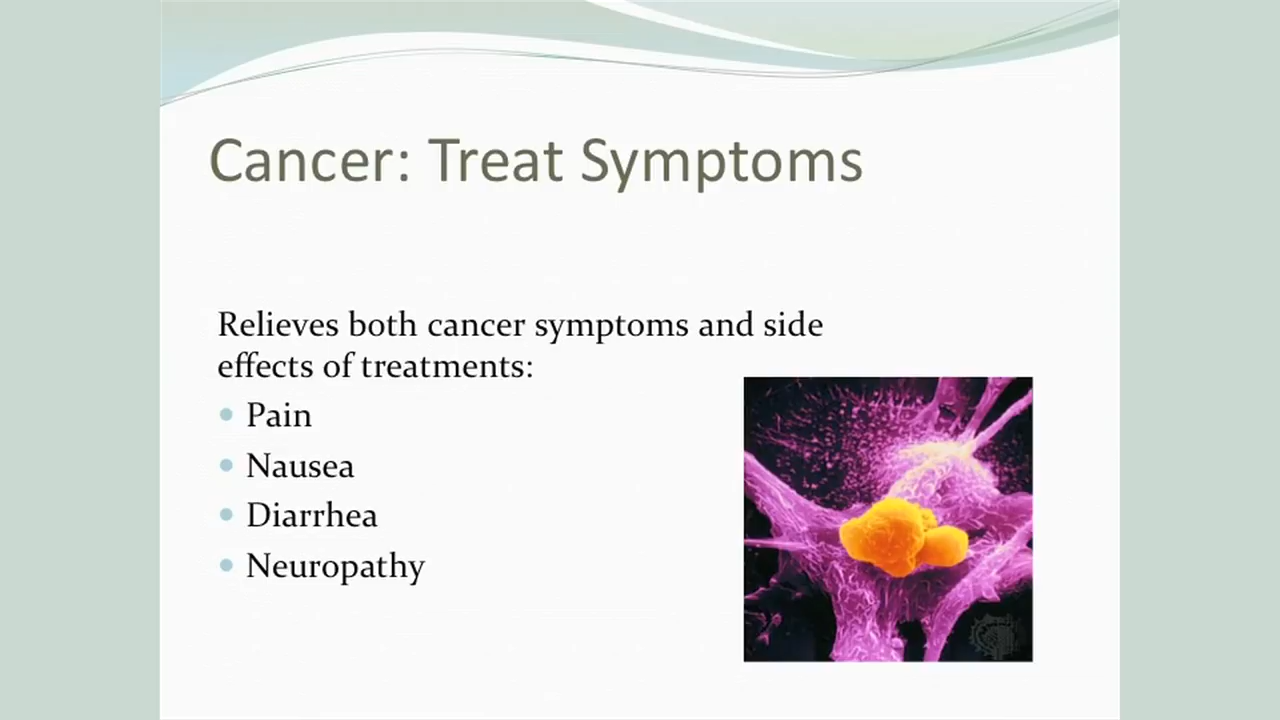 Cancer: Treat Symptoms
Relieves both cancer symptoms and side
effects of treatments:
• Pain
• Nausea
• Diarrhea
• Neuropathy